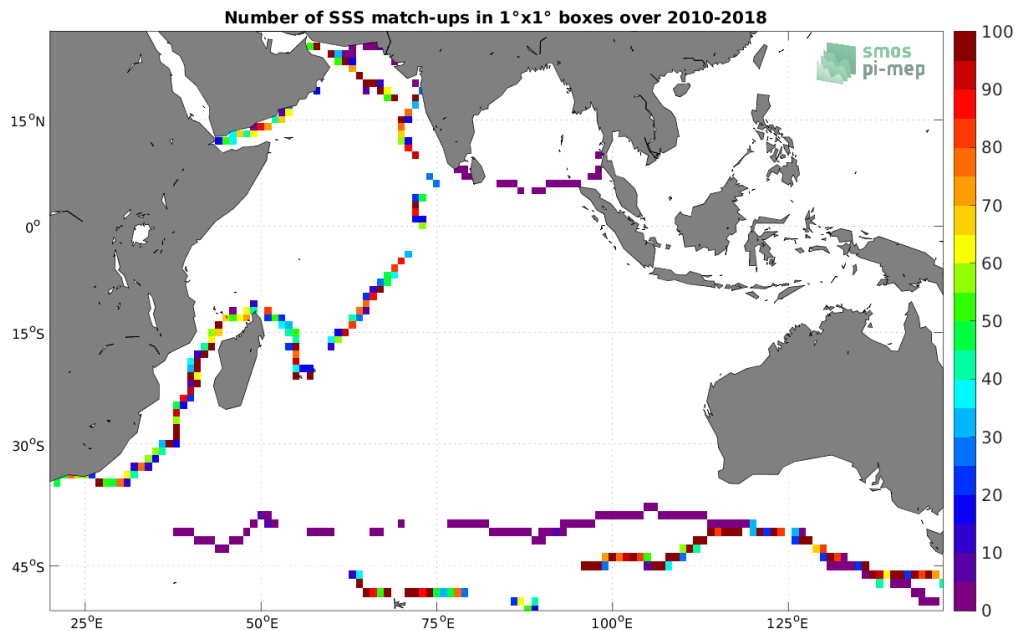 Number of SSS match-ups in 1°x1° boxes over 2010-2018
smos
pi-mep
15°N
0°
15°S
30°S
45°S
25°E
50°E
75°E
100°E
125°E
100
90
80
70
60
50
40
30
20
10
0